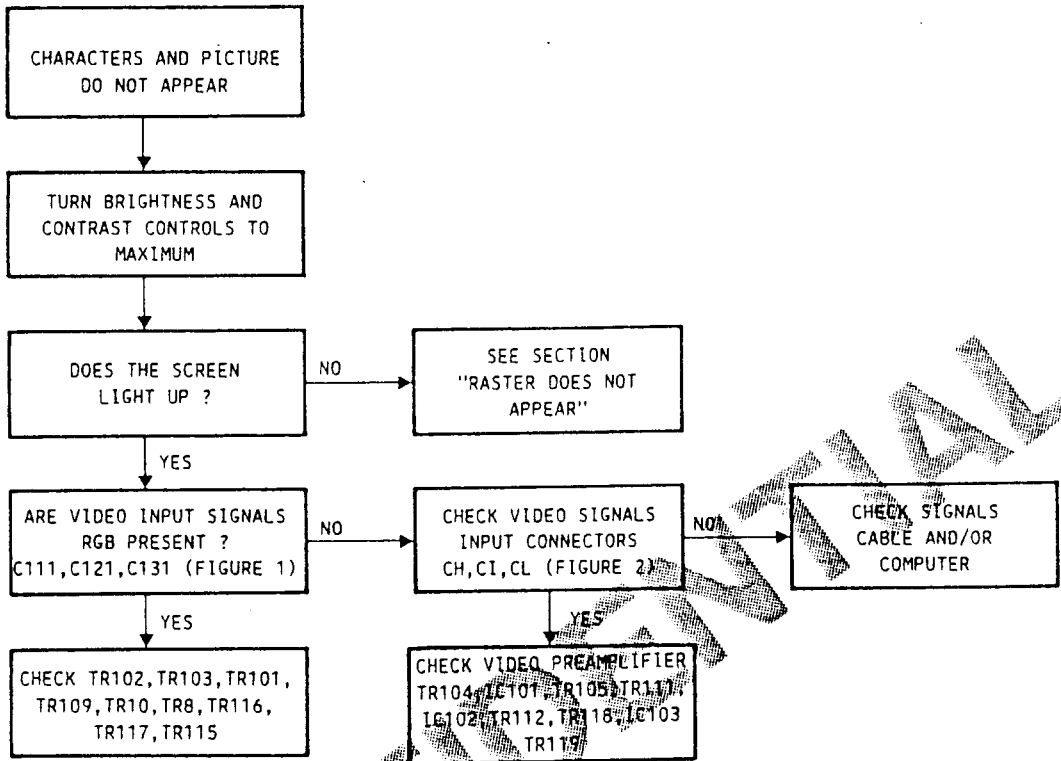 CHARACTERS AND PICTURE
DO NOT APPEAR
TURN BRIGHTNESS AND
CONTRAST CONTROLS TO
MAXIMUM
DOES THE SCREEN
LIGHT UP ?
NO
SEE SECTION
"RASTER DOES NOT
APPEAR"
YES
ARE VIDEO INPUT SIGNALS
RGB PRESENT ?
C111,C121,C131 (FIGURE 1)
NO
CHECK VIDEO SIGNALS
INPUT CONNECTORS
CH,CI,CL (FIGURE 2)
NO
CHECK SIGNALS
CABLE AND/OR
COMPUTER
YES
CHECK TR102,TR103,TR101,
TR109,TR10,TR8,TR116,
TR117,TR115
YES
CHECK VIDEO PREAMPLIFIER
TR104,IC101,TR105,TR111,
IC102,TR112,TR118,IC103
TR119